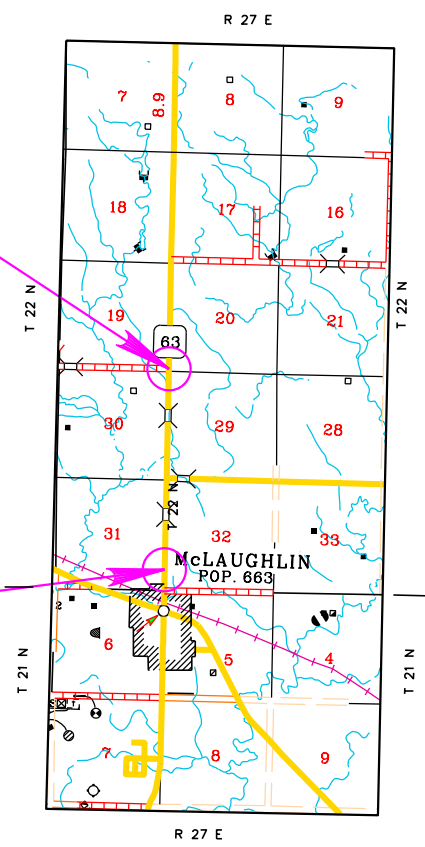 R 27 E
7 8 9
8.9
18 17 16
T 22 N T 22 N
19 20 21
63
30 29 28
22 N
31 32 33
McLAUGHLIN
POP. 663
6 5 4
T 21 N T 21 N
7 8 9
R 27 E